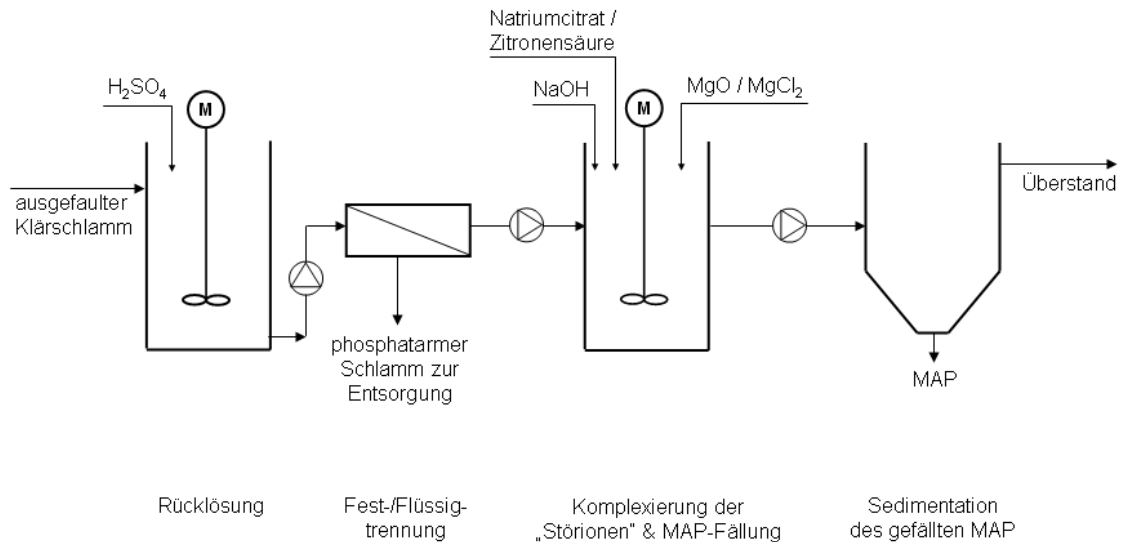 Natriumcitrat /
Zitronensäure
H₂SO₄
M
NaOH
M
MgO / MgCl₂
ausgefaulter
Klärschlamm
Überstand
phosphatarmer
Schlamm zur
Entsorgung
MAP
Rücklösung
Fest-/Flüssig-
trennung
Komplexierung der
„Störionen" & MAP-Fällung
Sedimentation
des gefällten MAP